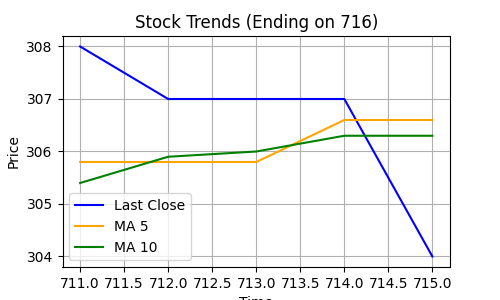 Stock Trends (Ending on 716)
308
307
306
305
304
Price
Last Close
MA 5
MA 10
711.0 711.5 712.0 712.5 713.0 713.5 714.0 714.5 715.0
Time